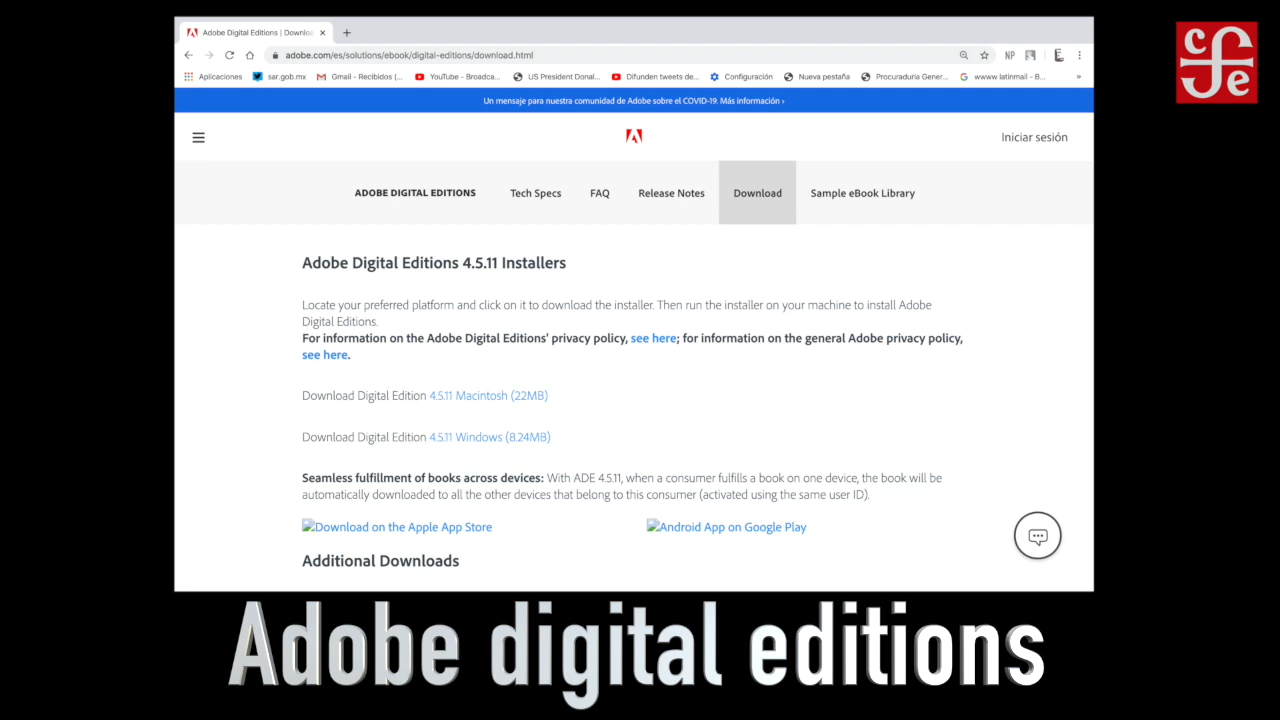 Adobe Digital Editions | Downlo
adobe.com/es/solutions/ebook/digital-editions/download.html
NP
Aplicaciones
sar.gob.mx
Gmail - Recibidos (...
YouTube - Broadca...
US President Donal...
Difunden tweets de...
Configuración
Nueva pestaña
Procuraduría Gener...
wwww latinmail - B...
»
Un mensaje para nuestra comunidad de Adobe sobre el COVID-19. Más información ›
Iniciar sesión
ADOBE DIGITAL EDITIONS
Tech Specs
FAQ
Release Notes
Download
Sample eBook Library
Adobe Digital Editions 4.5.11 Installers
Locate your preferred platform and click on it to download the installer. Then run the installer on your machine to install Adobe
Digital Editions.
For information on the Adobe Digital Editions' privacy policy, see here; for information on the general Adobe privacy policy,
see here.
Download Digital Edition 4.5.11 Macintosh (22MB)
Download Digital Edition 4.5.11 Windows (8.24MB)
Seamless fulfillment of books across devices: With ADE 4.5.11, when a consumer fulfills a book on one device, the book will be
automatically downloaded to all the other devices that belong to this consumer (activated using the same user ID).
Download on the Apple App Store
Android App on Google Play
Additional Downloads
Adobe digital editions
cfe